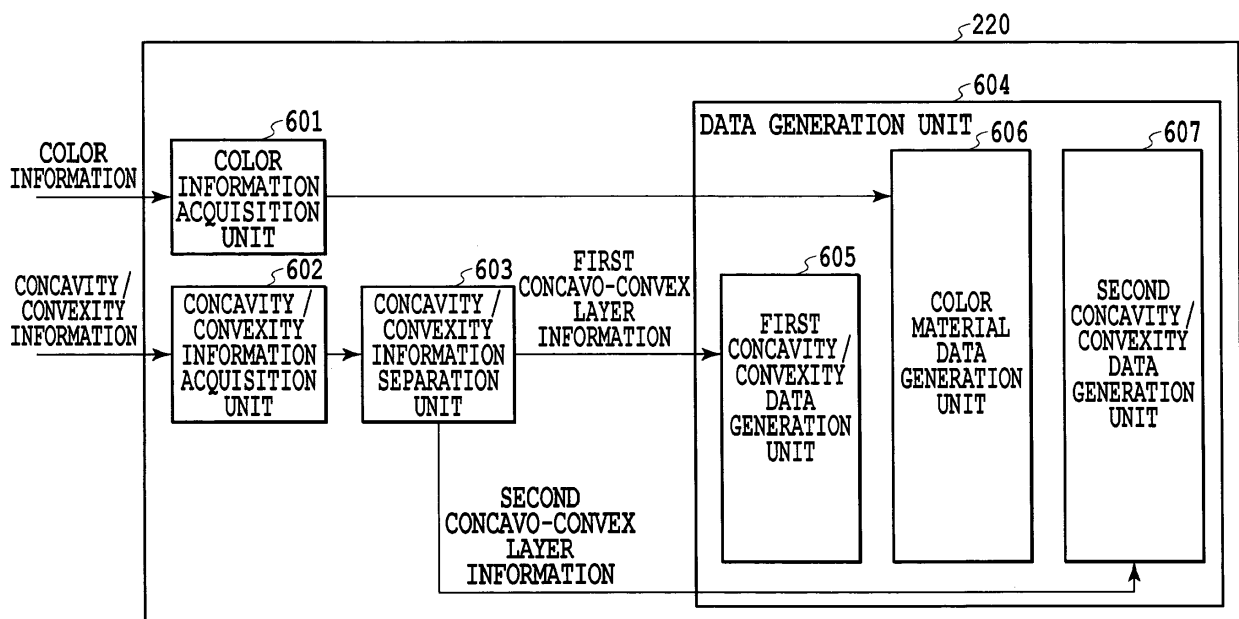 220
604
DATA GENERATION UNIT
601
COLOR
INFORMATION
COLOR
INFORMATION
ACQUISITION
UNIT
606
607
CONCAVITY/
CONVEXITY
INFORMATION
602
CONCAVITY/
CONVEXITY
INFORMATION
ACQUISITION
UNIT
603
CONCAVITY/
CONVEXITY
INFORMATION
SEPARATION
UNIT
FIRST
CONCAVO-CONVEX
LAYER
INFORMATION
605
FIRST
CONCAVITY/
CONVEXITY
DATA
GENERATION
UNIT
COLOR
MATERIAL
DATA
GENERATION
UNIT
SECOND
CONCAVITY/
CONVEXITY
DATA
GENERATION
UNIT
SECOND
CONCAVO-CONVEX
LAYER
INFORMATION